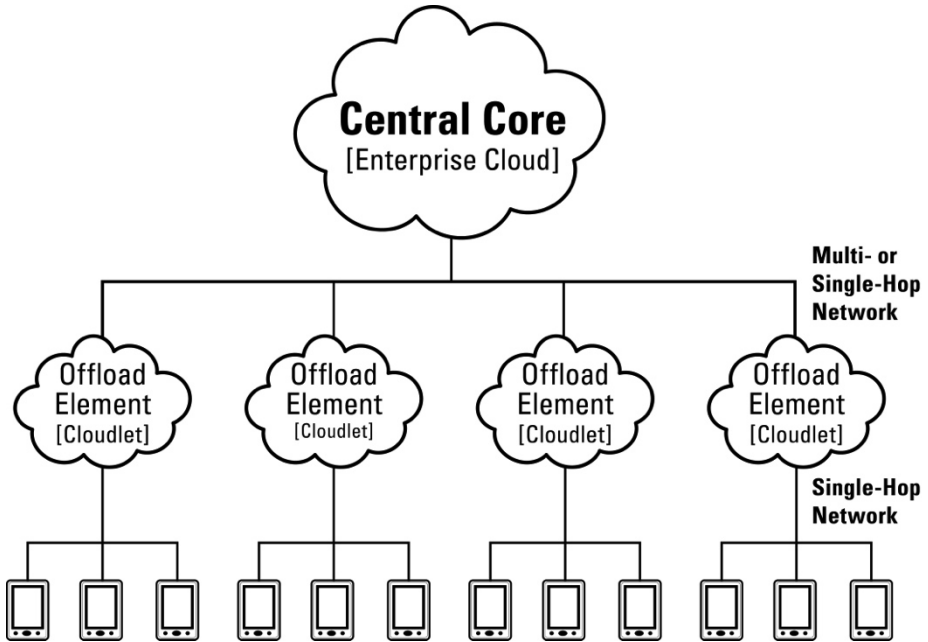 Central Core
[Enterprise Cloud]
Multi- or
Single-Hop
Network
Offload
Element
[Cloudlet]
Offload
Element
[Cloudlet]
Offload
Element
[Cloudlet]
Offload
Element
[Cloudlet]
Single-Hop
Network